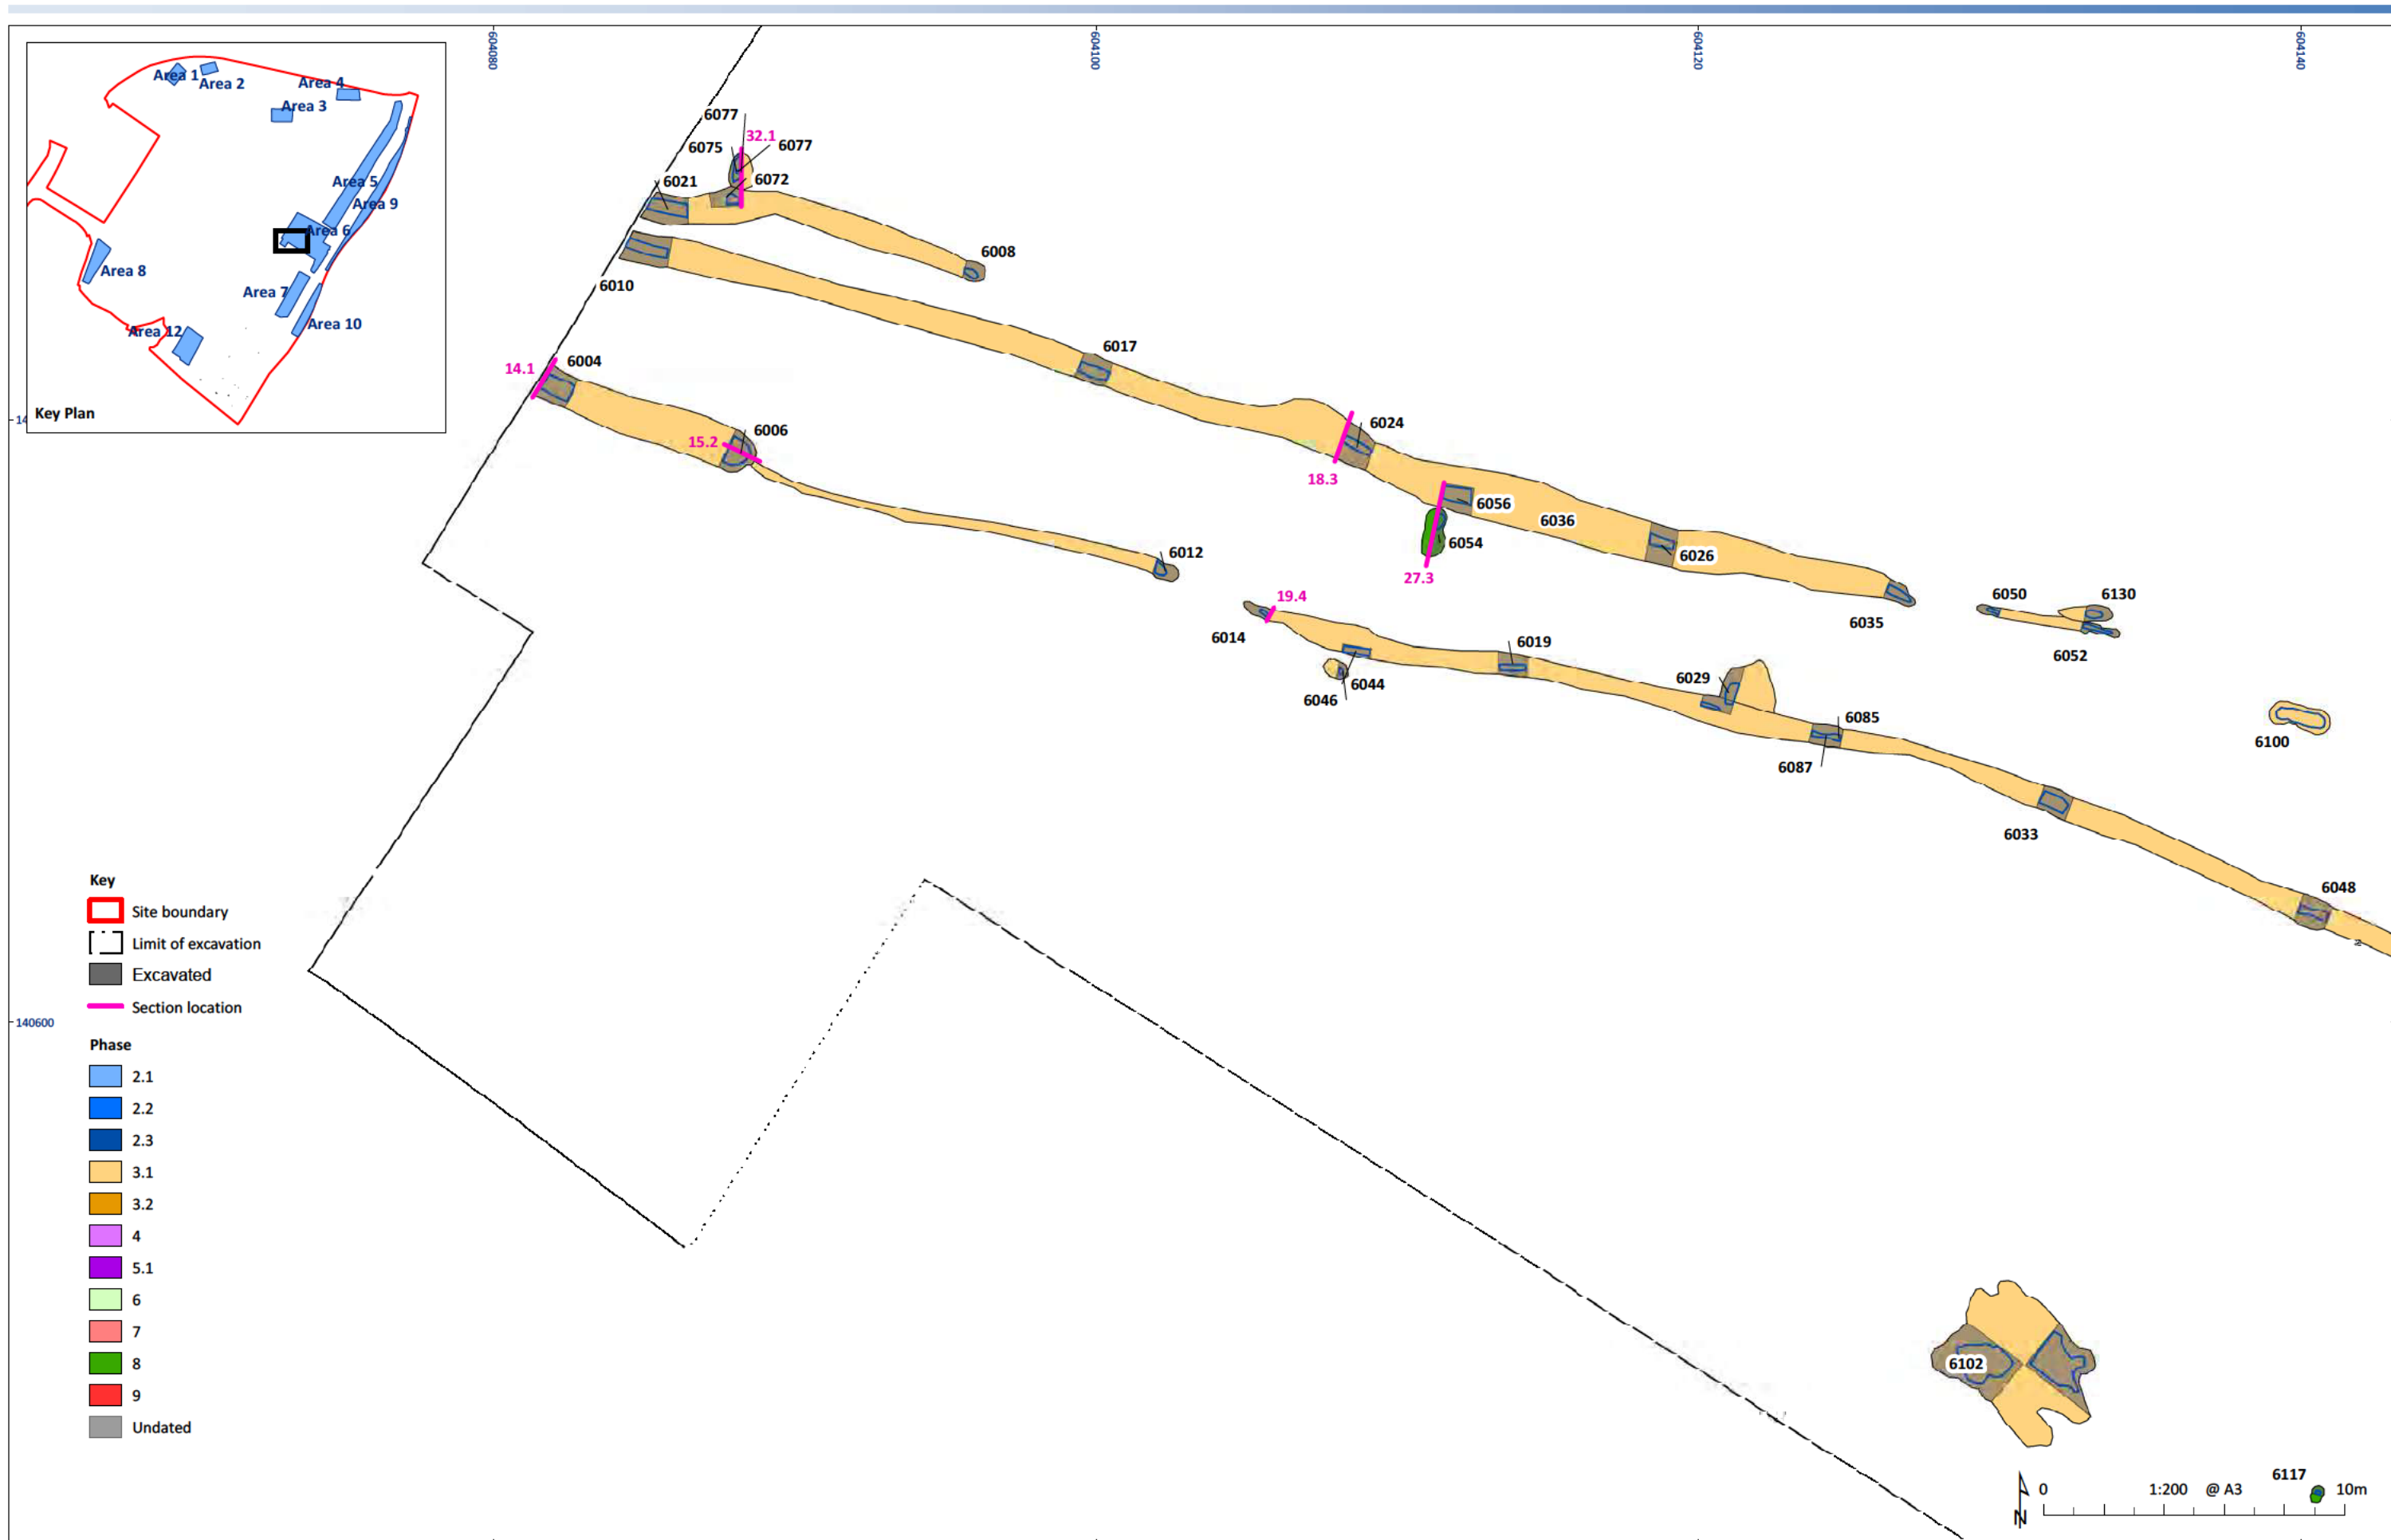 604080
604100
604120
604140
Area 1
Area 2
Area 3
Area 4
Area 5
Area 9
Area 6
Area 8
Area 7
Area 10
Area 12
Key Plan
6077
32.1
6075
6077
6021
6072
6008
6010
6017
14.1
6004
15.2
6006
6024
18.3
6056
6036
6054
6026
27.3
6012
19.4
6014
6035
6050
6130
6052
6019
6044
6046
6029
6085
6087
6100
6033
6048
140600
Key
Site boundary
Limit of excavation
Excavated
Section location
Phase
2.1
2.2
2.3
3.1
3.2
4
5.1
6
7
8
9
Undated
6102
6117
N
0 1:200 @ A3 10m